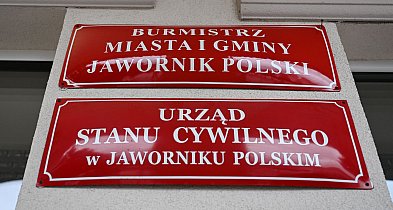 BURMISTRZ
MIASTA I GMINY
JAWORNIK POLSKI
URZĄD
STANU CYWILNEGO
w JAWORNIKU POLSKIM